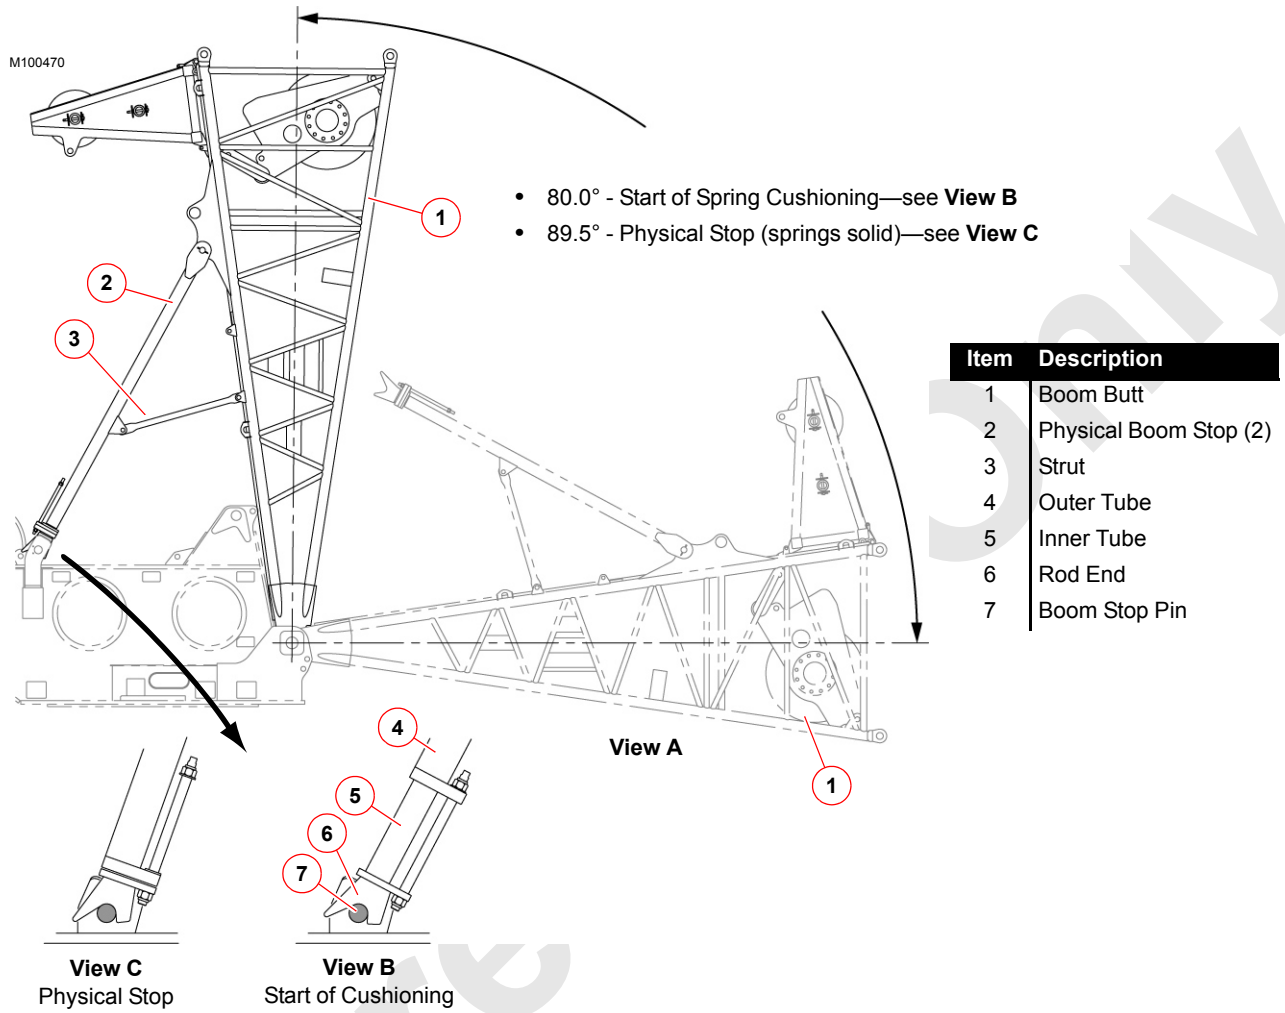 M100470
• 80.0° - Start of Spring Cushioning—see View B
• 89.5° - Physical Stop (springs solid)—see View C
1
2
3
Item Description
1 Boom Butt
2 Physical Boom Stop (2)
3 Strut
4 Outer Tube
5 Inner Tube
6 Rod End
7 Boom Stop Pin
4
View A
5
1
6
7
View C
Physical Stop
View B
Start of Cushioning